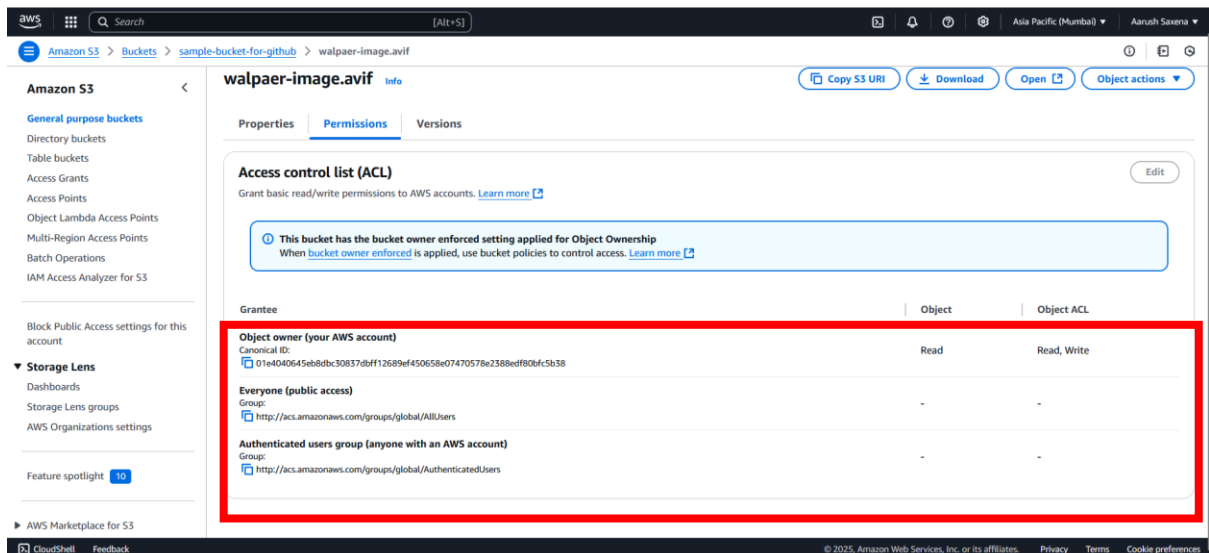 aws
Search [Alt+S]
Asia Pacific (Mumbai) ▼ Aarush Saxena ▼
Amazon S3 > Buckets > sample-bucket-for-github > walpaer-image.avif
Amazon S3
General purpose buckets
Directory buckets
Table buckets
Access Grants
Access Points
Object Lambda Access Points
Multi-Region Access Points
Batch Operations
IAM Access Analyzer for S3
Block Public Access settings for this
account
▼ Storage Lens
Dashboards
Storage Lens groups
AWS Organizations settings
Feature spotlight 10
▶ AWS Marketplace for S3
walpaer-image.avif Info
Copy S3 URI Download Open Object actions ▼
Properties Permissions Versions
Access control list (ACL)
Edit
Grant basic read/write permissions to AWS accounts. Learn more
This bucket has the bucket owner enforced setting applied for Object Ownership
When bucket owner enforced is applied, use bucket policies to control access. Learn more
Grantee Object Object ACL
Object owner (your AWS account)
Canonical ID:
01e4040645eb8dbc30837dbff12689ef450658e07470578e2388edf80bfc5b38
Read Read, Write
Everyone (public access)
Group:
http://acs.amazonaws.com/groups/global/AllUsers
- -
Authenticated users group (anyone with an AWS account)
Group:
http://acs.amazonaws.com/groups/global/AuthenticatedUsers
- -
CloudShell Feedback © 2025, Amazon Web Services, Inc. or its affiliates. Privacy Terms Cookie preferences